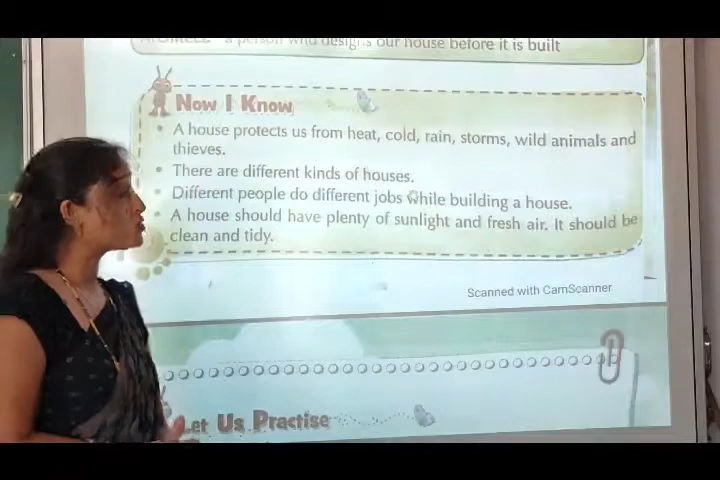 a person who designs our house before it is built
Now I Know
• A house protects us from heat, cold, rain, storms, wild animals and
thieves.
• There are different kinds of houses.
• Different people do different jobs while building a house.
• A house should have plenty of sunlight and fresh air. It should be
clean and tidy.
Scanned with CamScanner
Let Us Practise